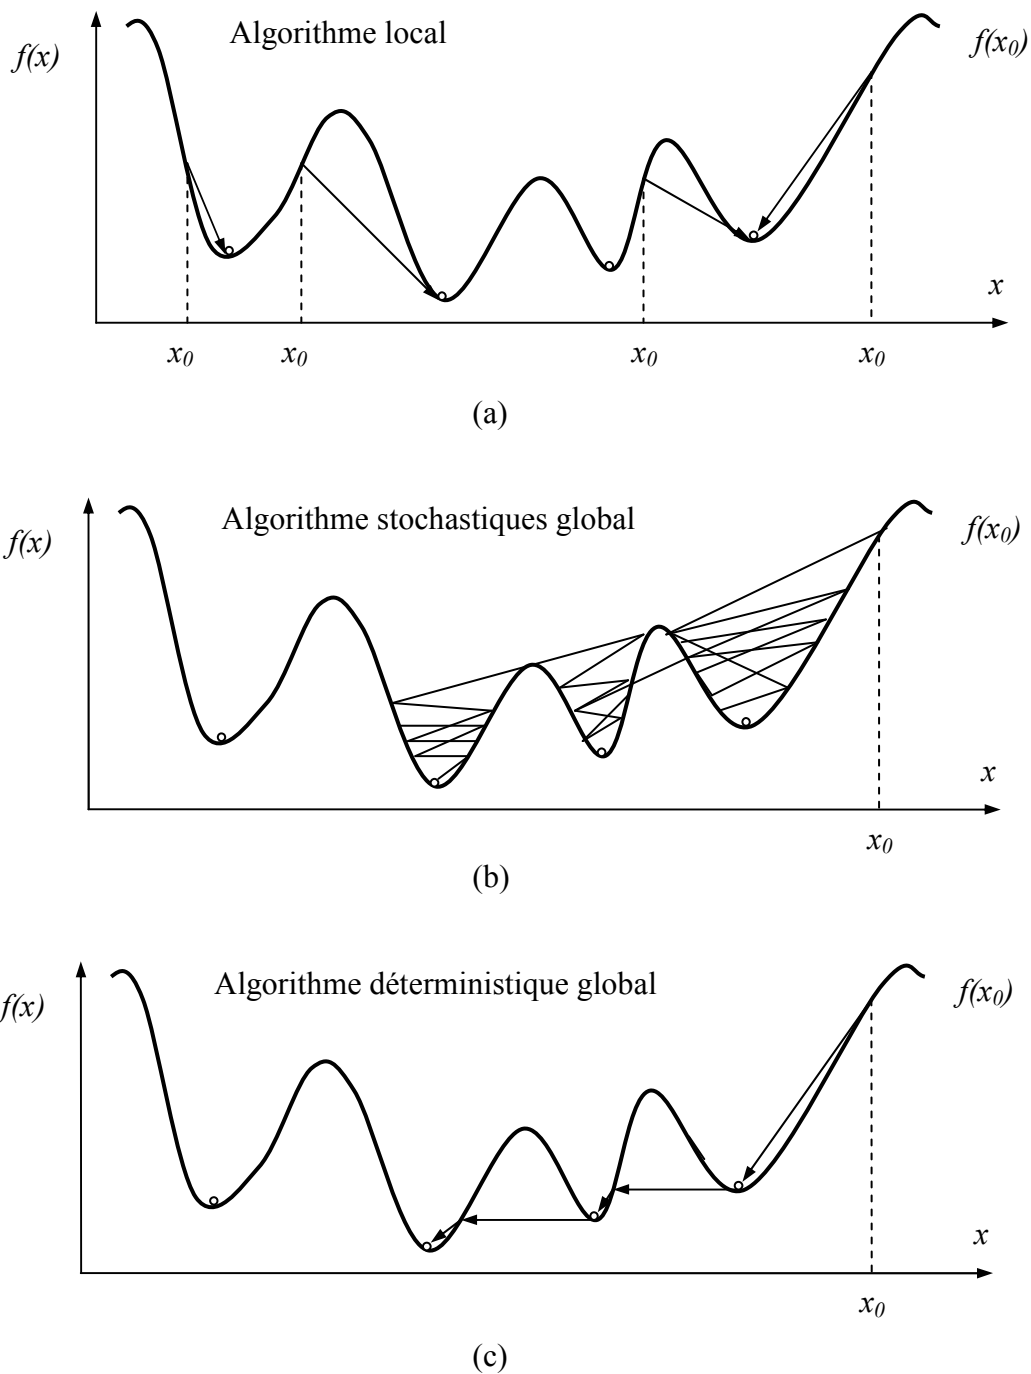 Algorithme local
f(x)
f(x₀)
x
x₀ x₀ x₀ x₀
(a)
Algorithme stochastiques global
f(x)
f(x₀)
x
x₀
(b)
Algorithme déterministique global
f(x)
f(x₀)
x
x₀
(c)